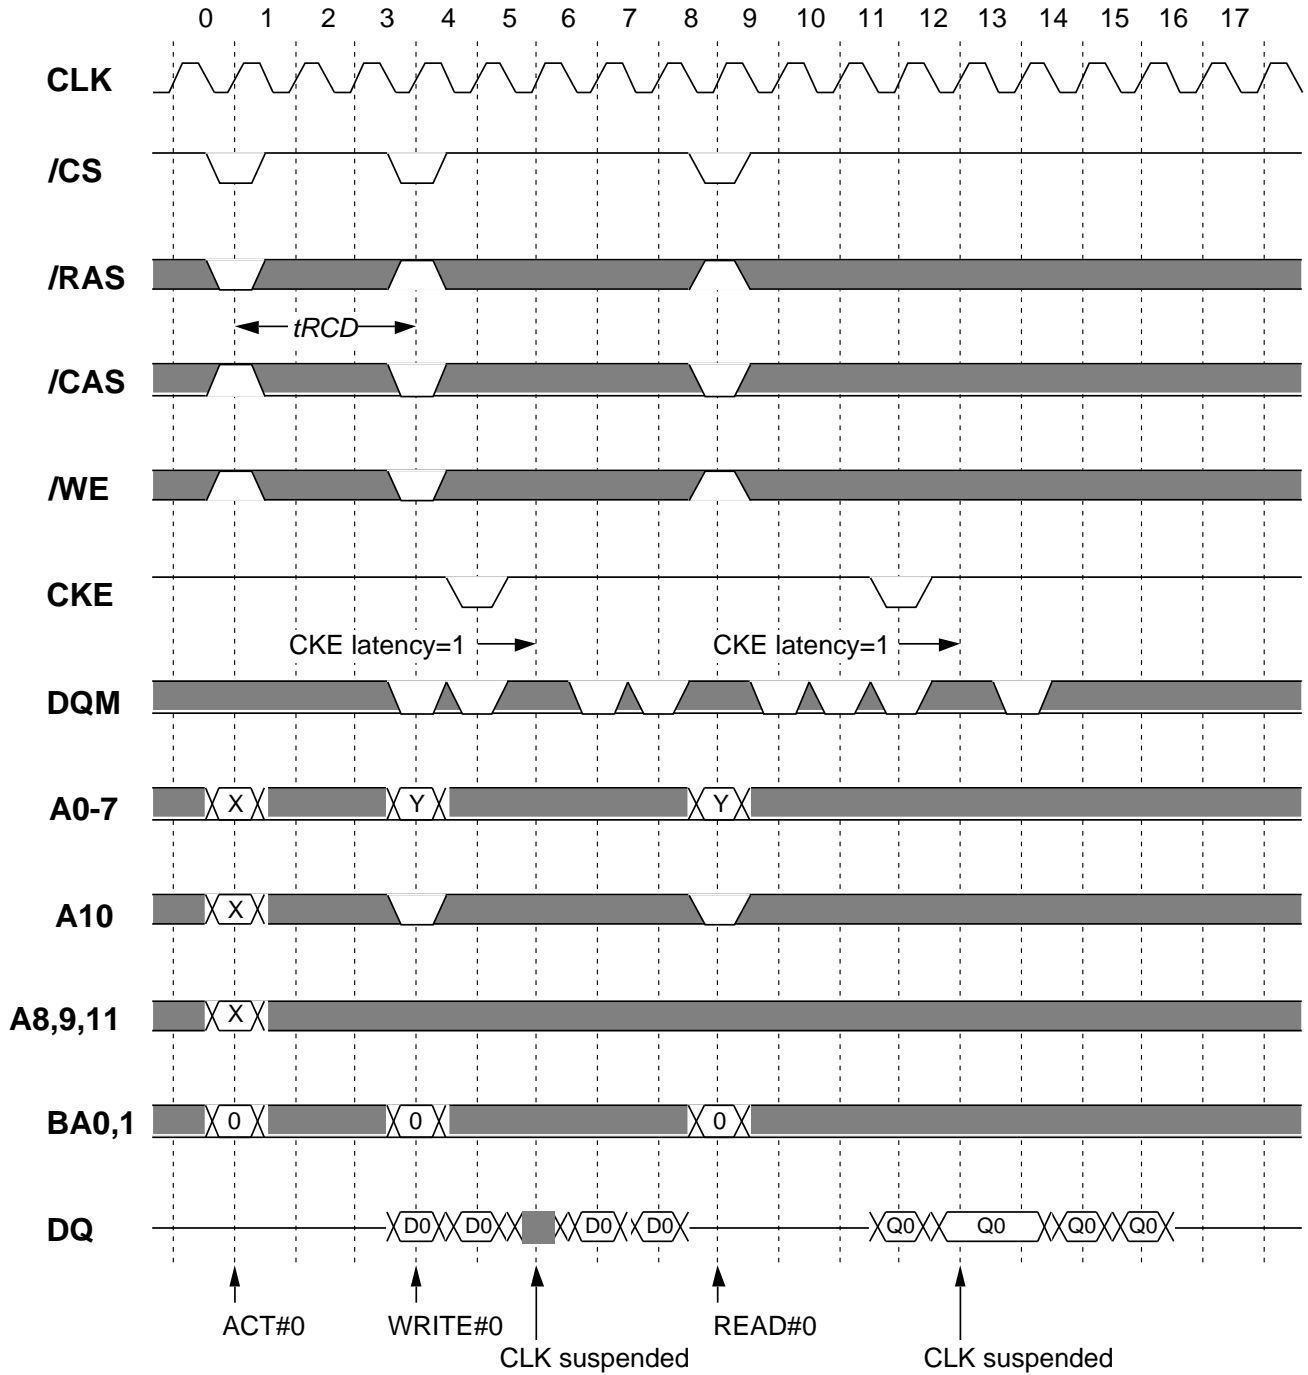 0 1 2 3 4 5 6 7 8 9 10 11 12 13 14 15 16 17
CLK
/CS
/RAS
tRCD
/CAS
/WE
CKE
CKE latency=1 CKE latency=1
DQM
A0-7 X Y Y
A10 X
A8,9,11 X
BA0,1 0 0 0
DQ D0 D0 D0 D0 Q0 Q0 Q0 Q0
ACT#0 WRITE#0 READ#0
CLK suspended CLK suspended